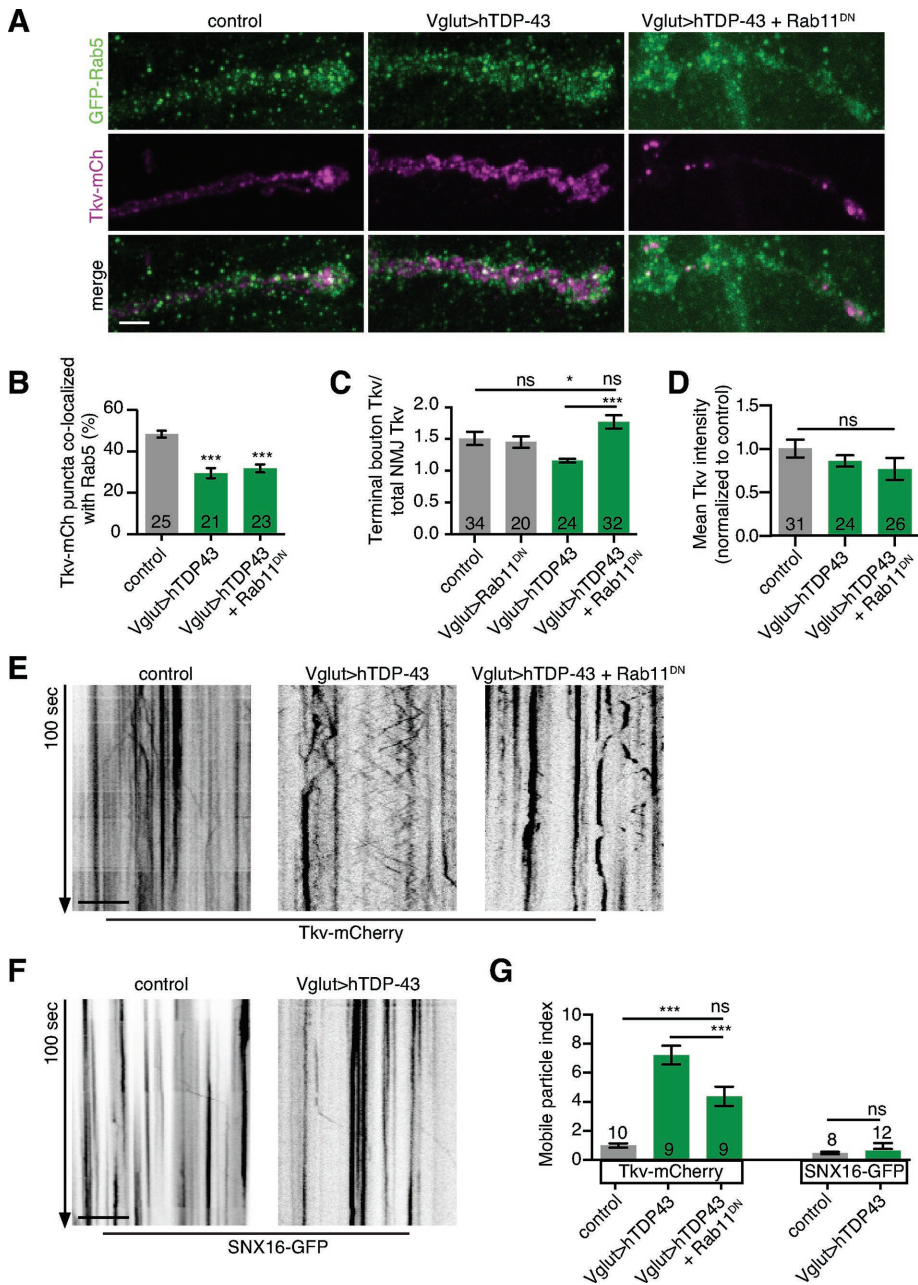 A
control
Vglut>hTDP-43
Vglut>hTDP-43 + Rab11DN
GFP-Rab5
Tkv-mCh
merge
B
Tkv-mCh puncta co-localized
with Rab5 (%)
60
40
20
0
***
***
25
21
23
control
Vglut>hTDP43
Vglut>hTDP43
+ Rab11DN
C
Terminal bouton Tkv/
total NMJ Tkv
2.0
1.5
1.0
0.5
0.0
ns
*
ns
***
34
20
24
32
control
Vglut>Rab11DN
Vglut>hTDP43
Vglut>hTDP43
+ Rab11DN
D
Mean Tkv intensity
(normalized to control)
1.5
1.0
0.5
0.0
ns
31
24
26
control
Vglut>hTDP43
Vglut>hTDP43
+ Rab11DN
E
control
Vglut>hTDP-43
Vglut>hTDP-43 + Rab11DN
100 sec
Tkv-mCherry
F
control
Vglut>hTDP-43
100 sec
SNX16-GFP
G
Mobile particle index
10
8
6
4
2
0
***
ns
***
10
9
9
ns
8
12
Tkv-mCherry
SNX16-GFP
control
Vglut>hTDP43
Vglut>hTDP43
+ Rab11DN
control
Vglut>hTDP43